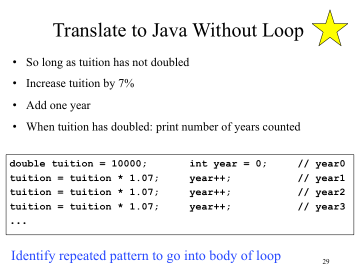 Translate to Java Without Loop
• So long as tuition has not doubled
• Increase tuition by 7%
• Add one year
• When tuition has doubled: print number of years counted
double tuition = 10000; int year = 0; // year0
tuition = tuition * 1.07; year++; // year1
tuition = tuition * 1.07; year++; // year2
tuition = tuition * 1.07; year++; // year3
...
Identify repeated pattern to go into body of loop
29